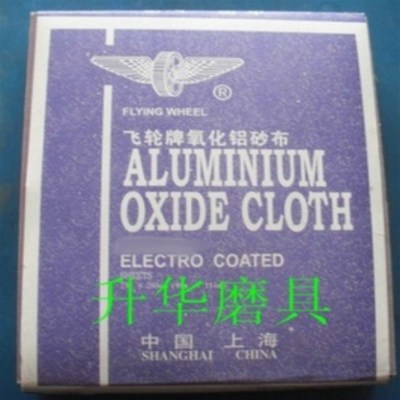 ®
FLYING WHEEL
飞轮牌氧化铝砂布
ALUMINIUM
OXIDE CLOTH
ELECTRO COATED
SHEETS
升华磨具
中国 上海
SHANGHAI CHINA